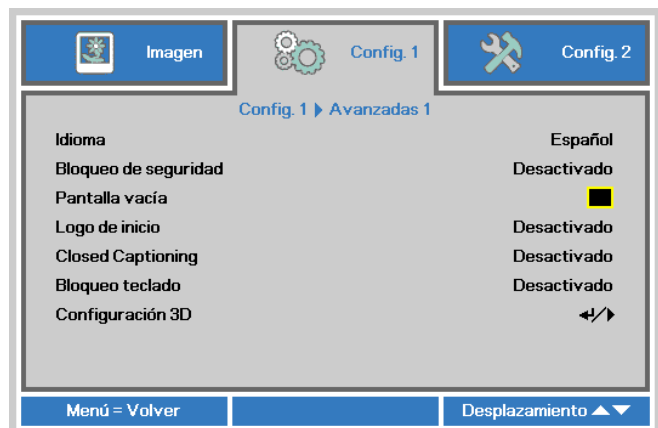 Imagen Config. 1 Config. 2
Config. 1 ▶ Avanzadas 1
Idioma Español
Bloqueo de seguridad Desactivado
Pantalla vacía
Logo de inicio Desactivado
Closed Captioning Desactivado
Bloqueo teclado Desactivado
Configuración 3D ↵/▶
Menú = Volver Desplazamiento ▲▼